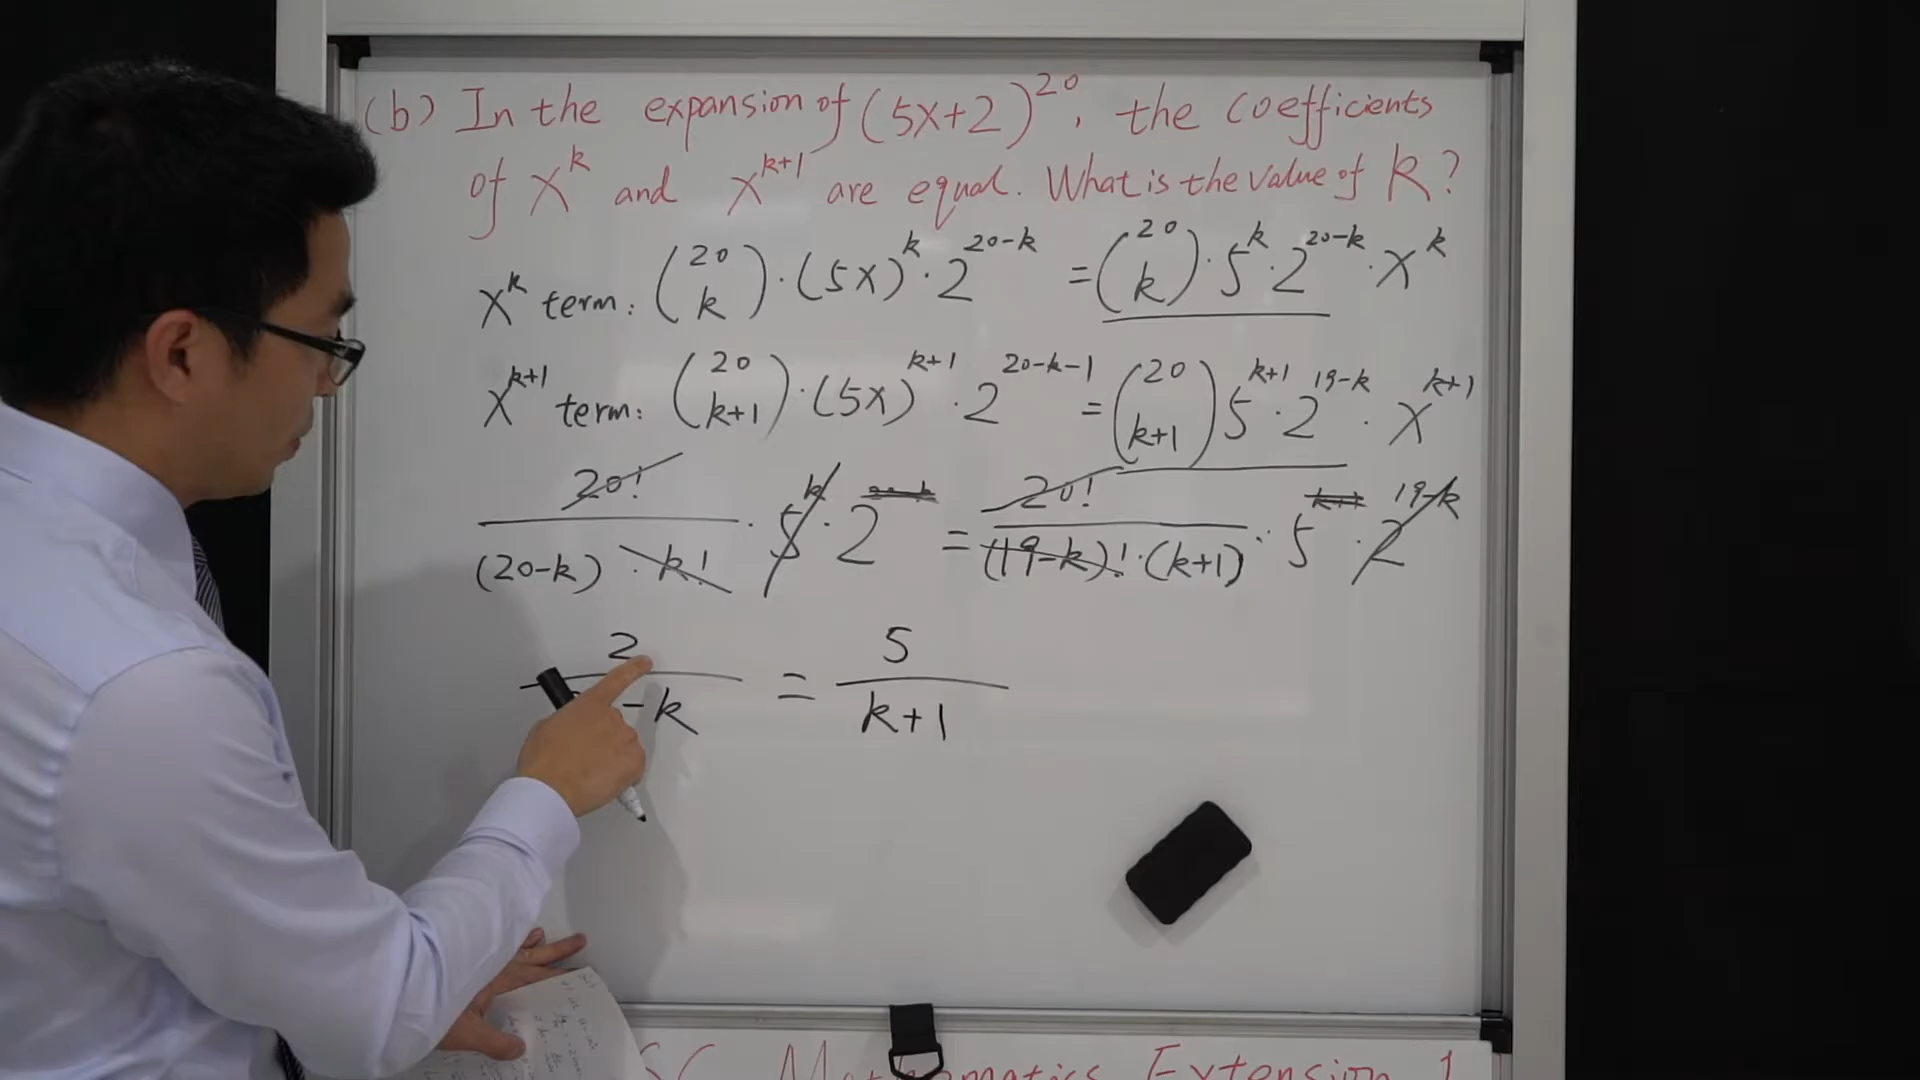 (b) In the expansion of (5x+2)^20, the coefficients
of x^k and x^{k+1} are equal. What is the value of k?
x^k term: (20 k)·(5x)^k·2^{20-k} = (20 k)·5^k·2^{20-k}·x^k
x^{k+1} term: (20 k+1)·(5x)^{k+1}·2^{20-k-1} = (20 k+1) 5^{k+1}·2^{19-k}·x^{k+1}
20!/((20-k)·k!)·5^k·2 = 20!/((19-k)!·(k+1))·5·2^{19-k}
2/(-k) = 5/(k+1)
Mathematics Extension 1